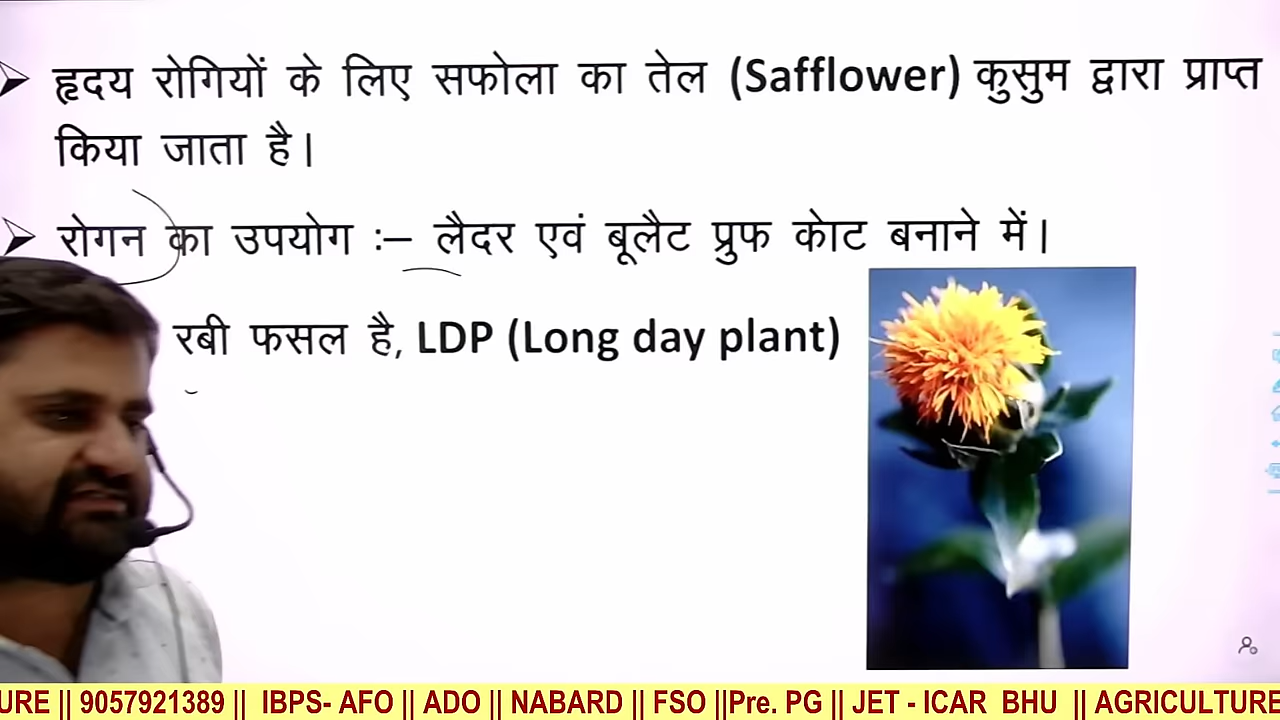 हृदय रोगियों के लिए सफोला का तेल (Safflower) कुसुम द्वारा प्राप्त
किया जाता है।
रोगन का उपयोग :– लैदर एवं बूलैट प्रुफ कोट बनाने में।
रबी फसल है, LDP (Long day plant)
URE || 9057921389 || IBPS- AFO || ADO || NABARD || FSO ||Pre. PG || JET - ICAR BHU || AGRICULTURE